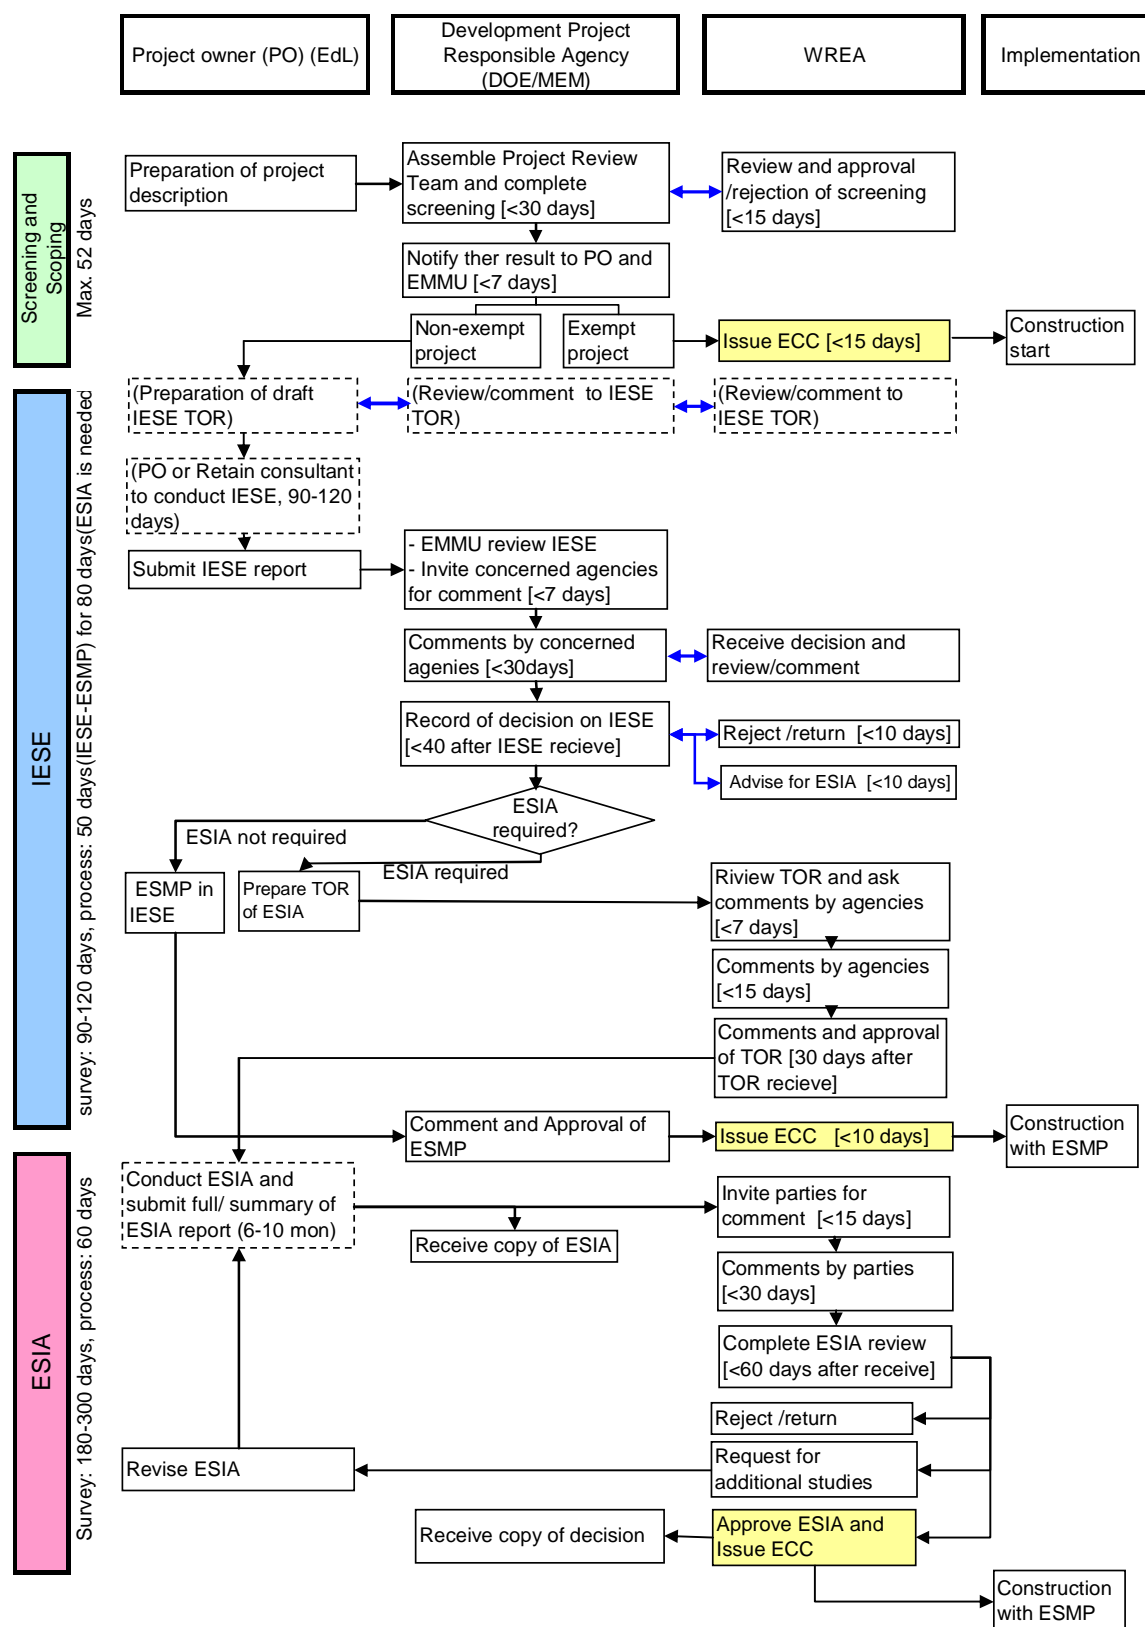 Project owner (PO) (EdL)
Development Project
Responsible Agency
(DOE/MEM)
WREA
Implementation
Screening and
Scoping
Max. 52 days
Preparation of project
description
Assemble Project Review
Team and complete
screening [<30 days]
Review and approval
/rejection of screening
[<15 days]
Notify ther result to PO and
EMMU [<7 days]
Non-exempt
project
Exempt
project
Issue ECC [<15 days]
Construction
start
IESE
survey: 90-120 days, process: 50 days(IESE-ESMP) for 80 days(ESIA is needed
(Preparation of draft
IESE TOR)
(Review/comment to IESE
TOR)
(Review/comment to
IESE TOR)
(PO or Retain consultant
to conduct IESE, 90-120
days)
Submit IESE report
- EMMU review IESE
- Invite concerned agencies
for comment [<7 days]
Comments by concerned
agenies [<30days]
Receive decision and
review/comment
Record of decision on IESE
[<40 after IESE recieve]
Reject /return [<10 days]
Advise for ESIA [<10 days]
ESIA
required?
ESIA not required
ESIA required
ESMP in
IESE
Prepare TOR
of ESIA
Riview TOR and ask
comments by agencies
[<7 days]
Comments by agencies
[<15 days]
Comments and approval
of TOR [30 days after
TOR recieve]
Comment and Approval of
ESMP
Issue ECC [<10 days]
Construction
with ESMP
ESIA
Survey: 180-300 days, process: 60 days
Conduct ESIA and
submit full/ summary of
ESIA report (6-10 mon)
Receive copy of ESIA
Invite parties for
comment [<15 days]
Comments by parties
[<30 days]
Complete ESIA review
[<60 days after receive]
Reject /return
Revise ESIA
Request for
additional studies
Receive copy of decision
Approve ESIA and
Issue ECC
Construction
with ESMP